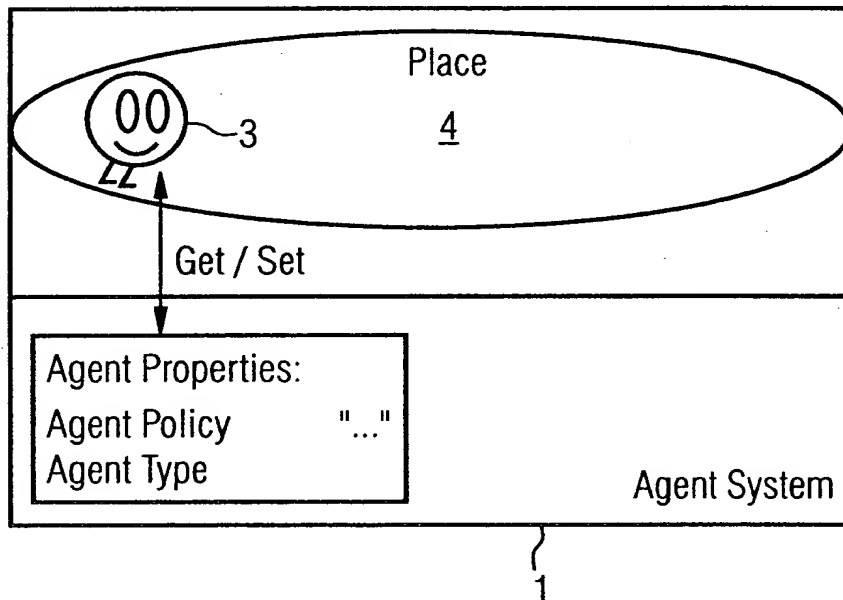 Place
3
4
Get / Set
Agent Properties:
Agent Policy "..."
Agent Type
Agent System
1